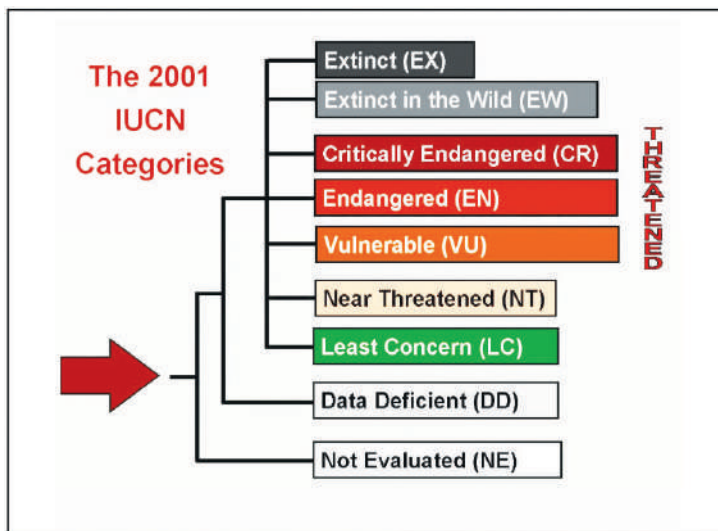 The 2001
IUCN
Categories
Extinct (EX)
Extinct in the Wild (EW)
Critically Endangered (CR)
Endangered (EN)
Vulnerable (VU)
Near Threatened (NT)
Least Concern (LC)
Data Deficient (DD)
Not Evaluated (NE)
THREATENED